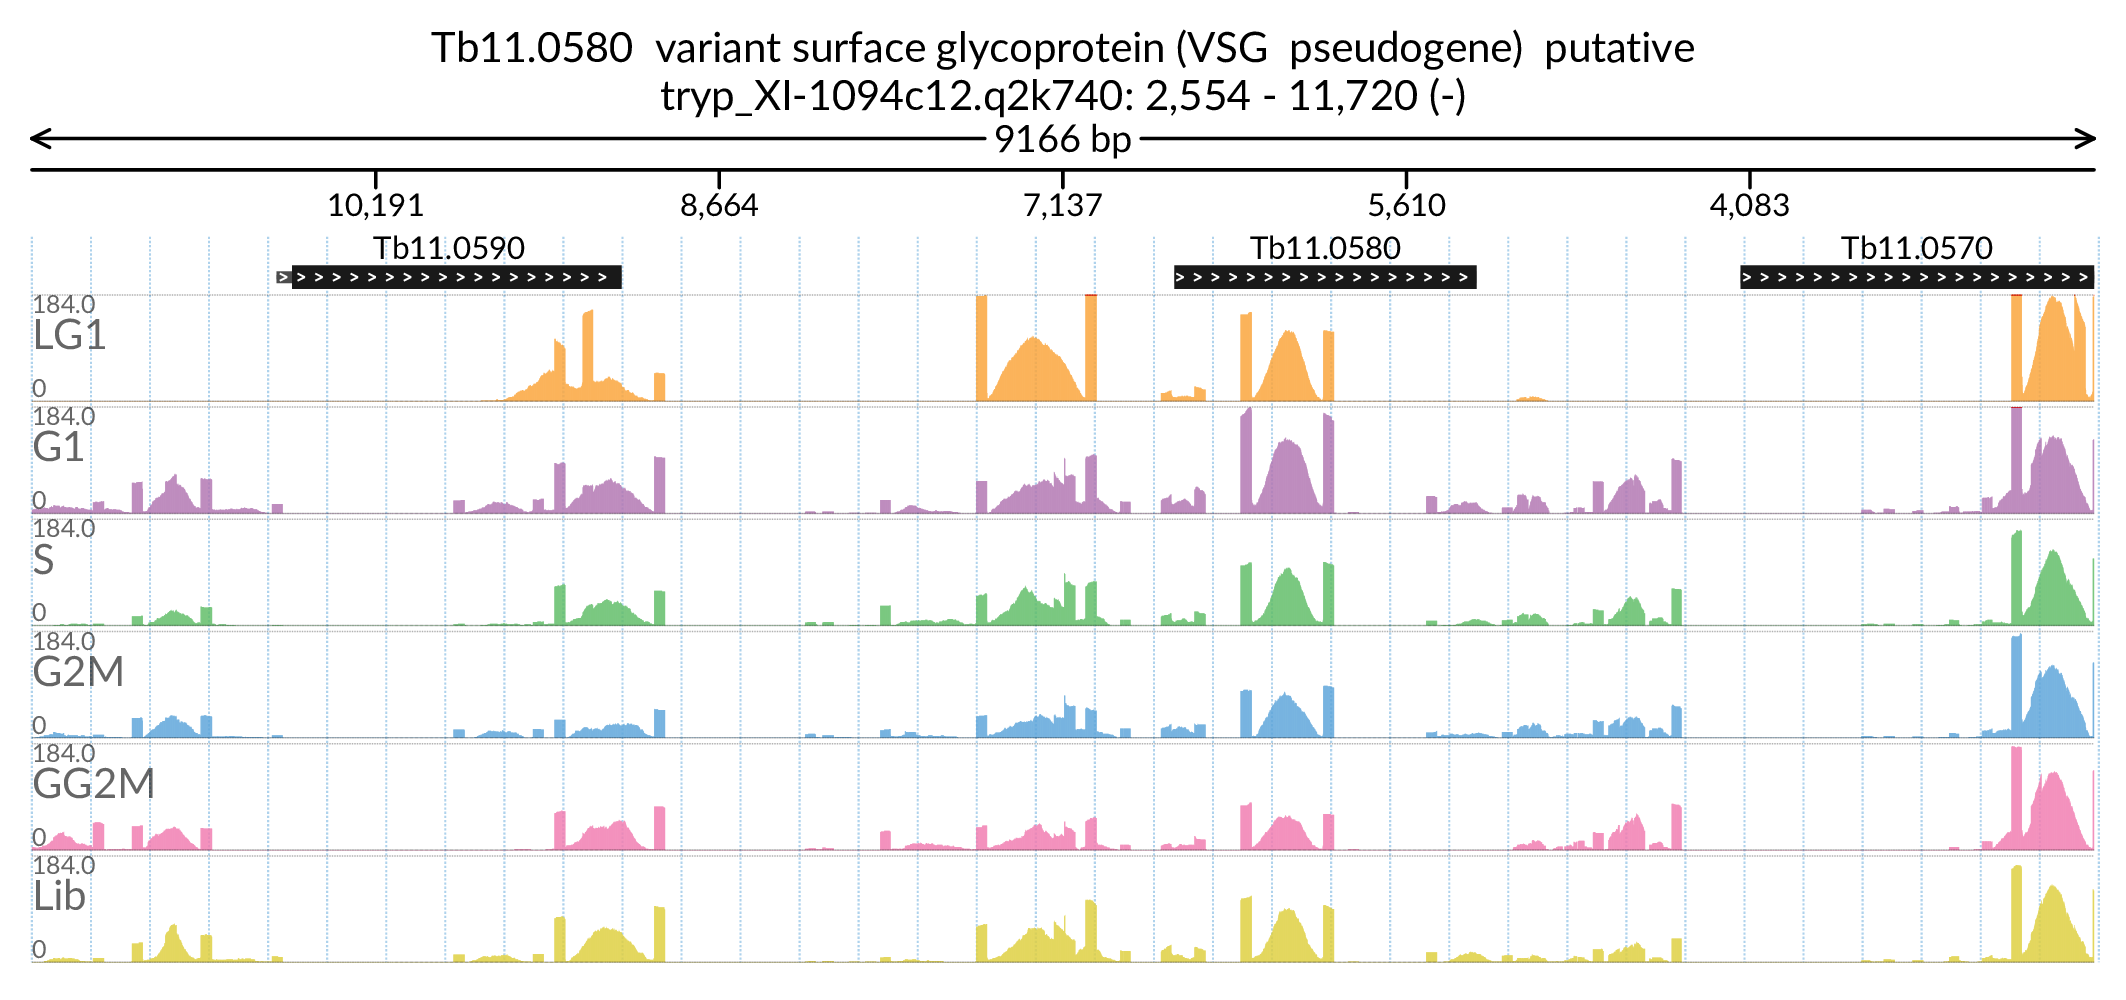 Tb11.0580 variant surface glycoprotein (VSG pseudogene) putative
tryp_XI-1094c12.q2k740: 2,554 - 11,720 (-)
9166 bp
10,191 8,664 7,137 5,610 4,083
Tb11.0590 Tb11.0580 Tb11.0570
184.0
LG1
0
184.0
G1
0
184.0
S
0
184.0
G2M
0
184.0
GG2M
0
184.0
Lib
0